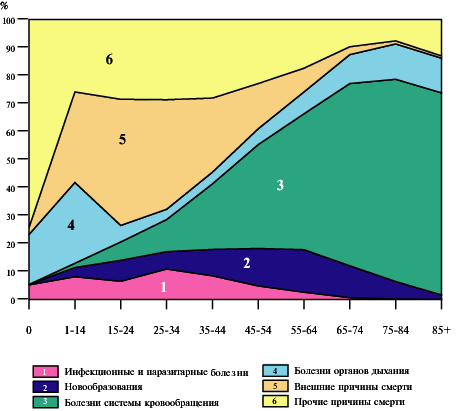 %
100
90
80
70
60
50
40
30
20
10
0
6
5
4
3
2
1
0 1-14 15-24 25-34 35-44 45-54 55-64 65-74 75-84 85+
1 Инфекционные и паразитарные болезни
2 Новообразования
3 Болезни системы кровообращения
4 Болезни органов дыхания
5 Внешние причины смерти
6 Прочие причины смерти